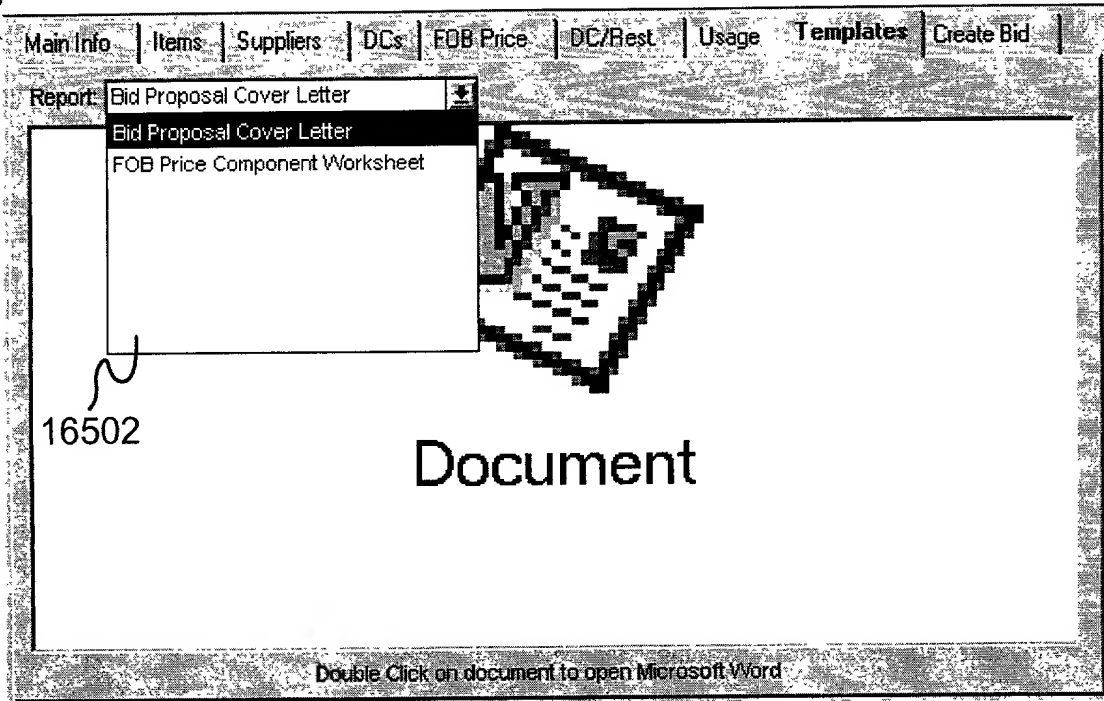 Main Info Items Suppliers DCs FOB Price DC/Rest. Usage Templates Create Bid
Report: Bid Proposal Cover Letter
Bid Proposal Cover Letter
FOB Price Component Worksheet
16502
Document
Double Click on document to open Microsoft Word